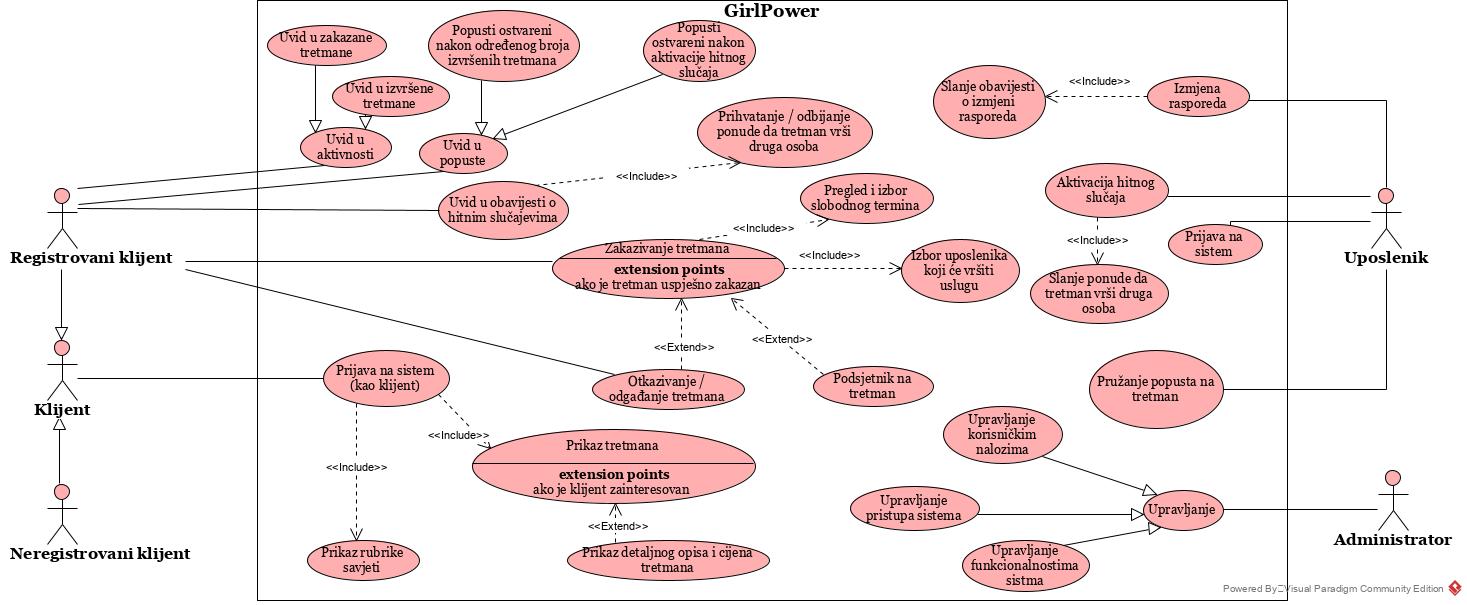 GirlPower
Uvid u zakazane
tretmane
Popusti ostvareni
nakon određenog broja
izvršenih tretmana
Popusti
ostvareni nakon
aktivacije hitnog
slučaja
Uvid u izvršene
tretmane
Uvid u
aktivnosti
Uvid u
popuste
Prihvatanje / odbijanje
ponude da tretman vrši
druga osoba
Slanje obavijesti
o izmjeni
rasporeda
<<Include>>
Izmjena
rasporeda
<<Include>>
Uvid u obavijesti o
hitnim slučajevima
Pregled i izbor
slobodnog termina
Aktivacija hitnog
slučaja
<<Include>>
<<Include>>
Prijava na
sistem
Registrovani klijent
Uposlenik
Zakazivanje tretmana
extension points
ako je tretman uspješno zakazan
<<Include>>
Izbor uposlenika
koji će vršiti
uslugu
Slanje ponude da
tretman vrši druga
osoba
<<Extend>>
<<Extend>>
Prijava na sistem
(kao klijent)
Otkazivanje /
odgađanje tretmana
Podsjetnik na
tretman
Pružanje popusta na
tretman
Klijent
<<Include>>
<<Include>>
Prikaz tretmana
extension points
ako je klijent zainteresovan
Upravljanje
korisničkim
nalozima
Upravljanje
pristupa sistema
Upravljanje
<<Extend>>
Administrator
Neregistrovani klijent
Prikaz rubrike
savjeti
Prikaz detaljnog opisa i cijena
tretmana
Upravljanje
funkcionalnostima
sistma
Powered By Visual Paradigm Community Edition